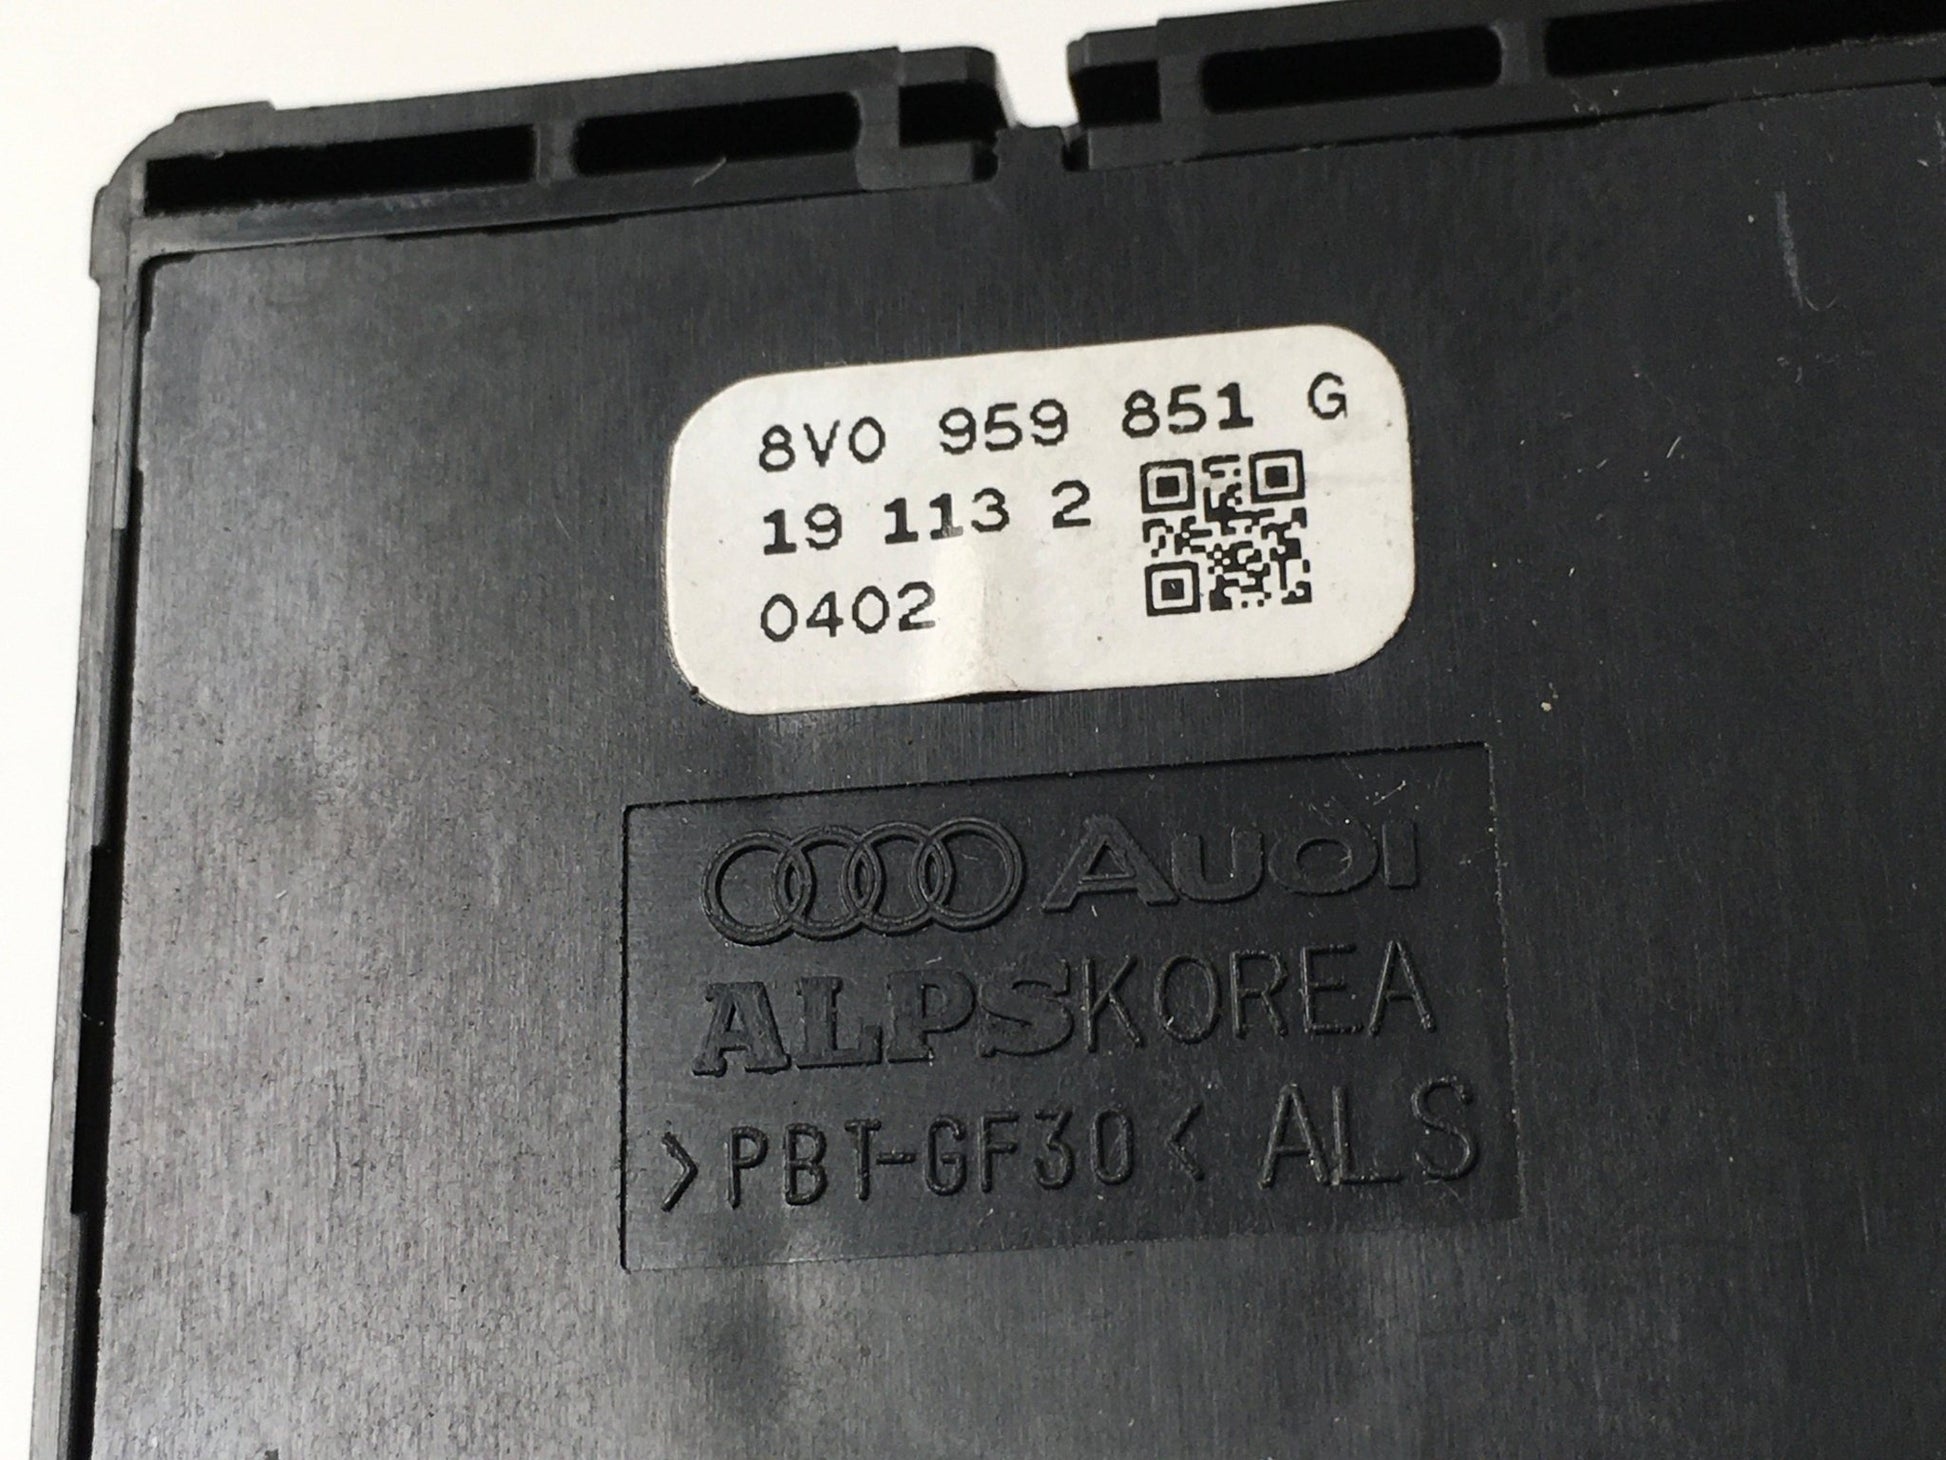 8V0 959 851 G
19 113 2
0402
Audi
ALPSKOREA
>PBT-GF30< ALS